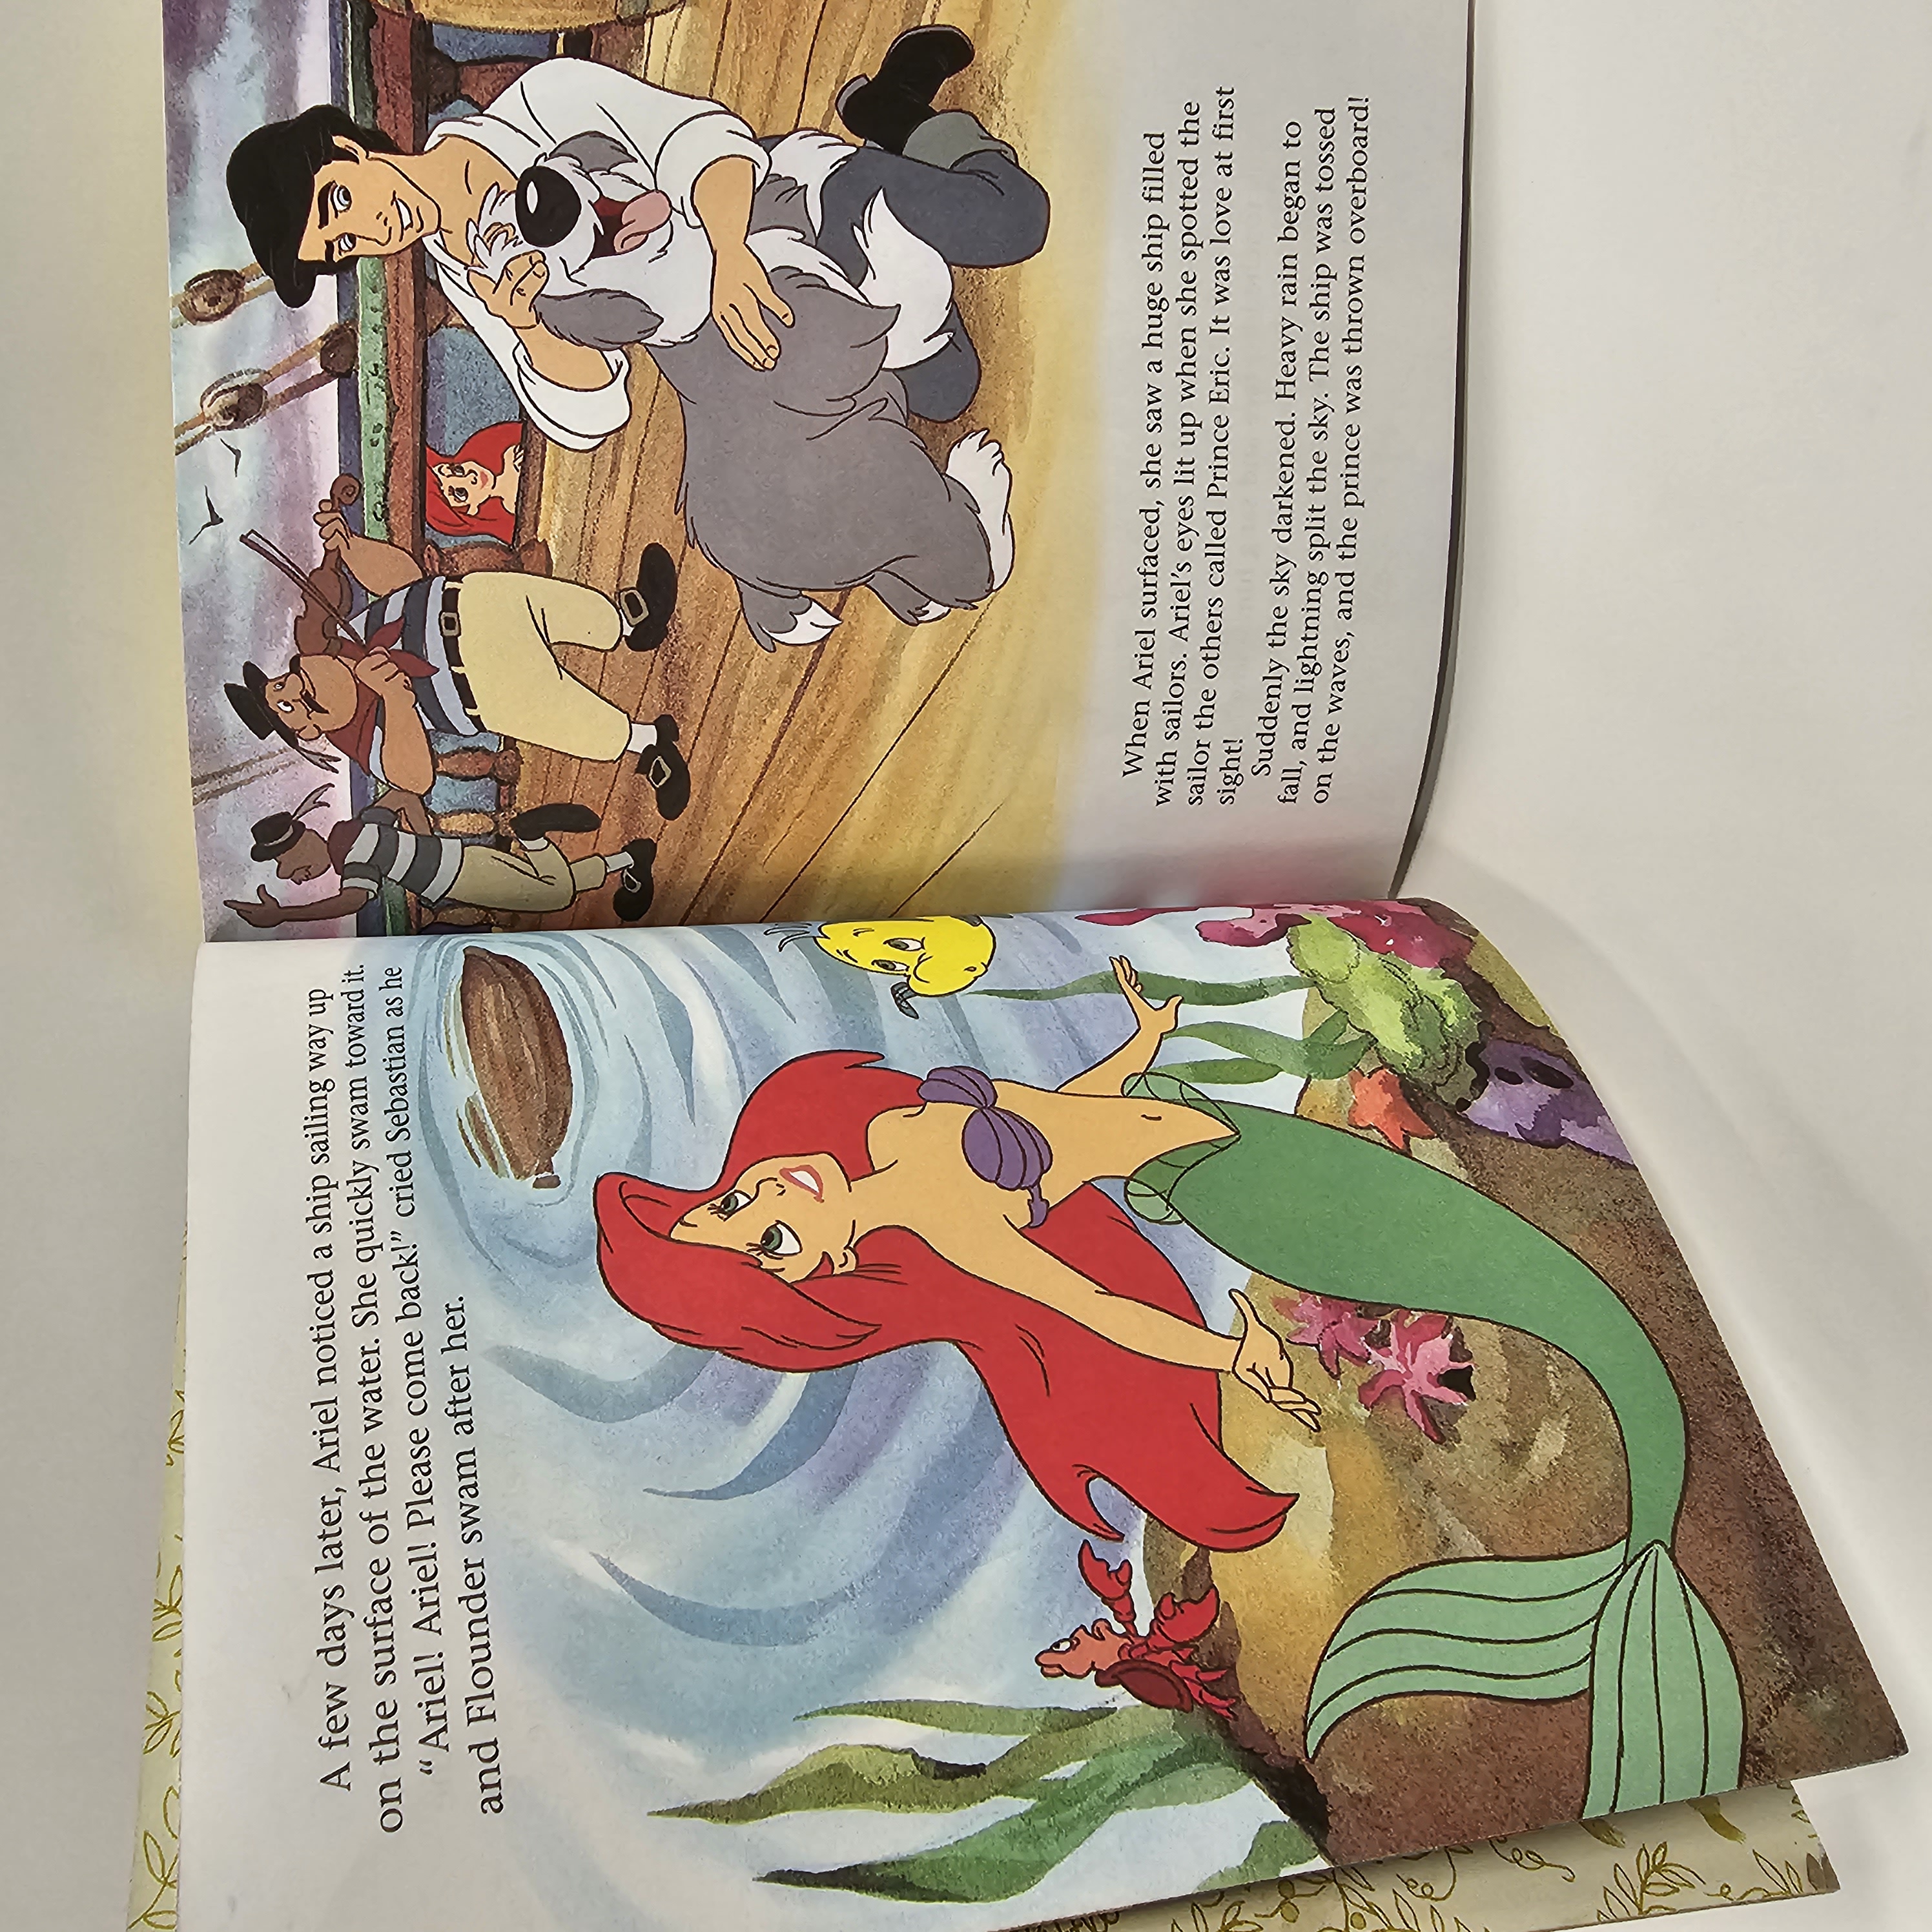 A few days later, Ariel noticed a ship sailing way up
on the surface of the water. She quickly swam toward it.
“Ariel! Ariel! Please come back!” cried Sebastian as he
and Flounder swam after her.
When Ariel surfaced, she saw a huge ship filled
with sailors. Ariel’s eyes lit up when she spotted the
sailor the others called Prince Eric. It was love at first
sight!
Suddenly the sky darkened. Heavy rain began to
fall, and lightning split the sky. The ship was tossed
on the waves, and the prince was thrown overboard!